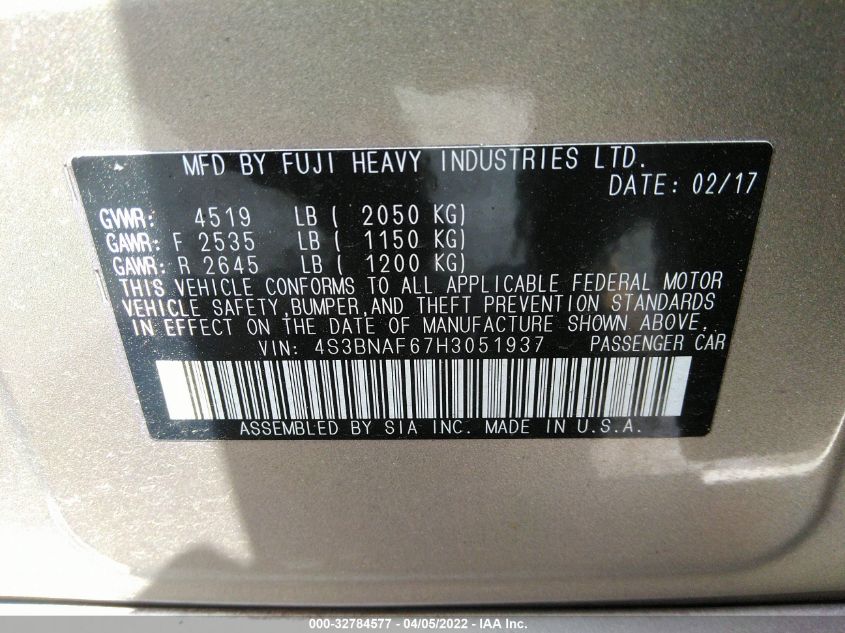 MFD BY FUJI HEAVY INDUSTRIES LTD.
DATE: 02/17
GVWR: 4519 LB ( 2050 KG)
GAWR: F 2535 LB ( 1150 KG)
GAWR: R 2645 LB ( 1200 KG)
THIS VEHICLE CONFORMS TO ALL APPLICABLE FEDERAL MOTOR
VEHICLE SAFETY,BUMPER,AND THEFT PREVENTION STANDARDS
IN EFFECT ON THE DATE OF MANUFACTURE SHOWN ABOVE.
VIN: 4S3BNAF67H3051937 PASSENGER CAR
ASSEMBLED BY SIA INC. MADE IN U.S.A.
000-32784577 - 04/05/2022 - IAA Inc.